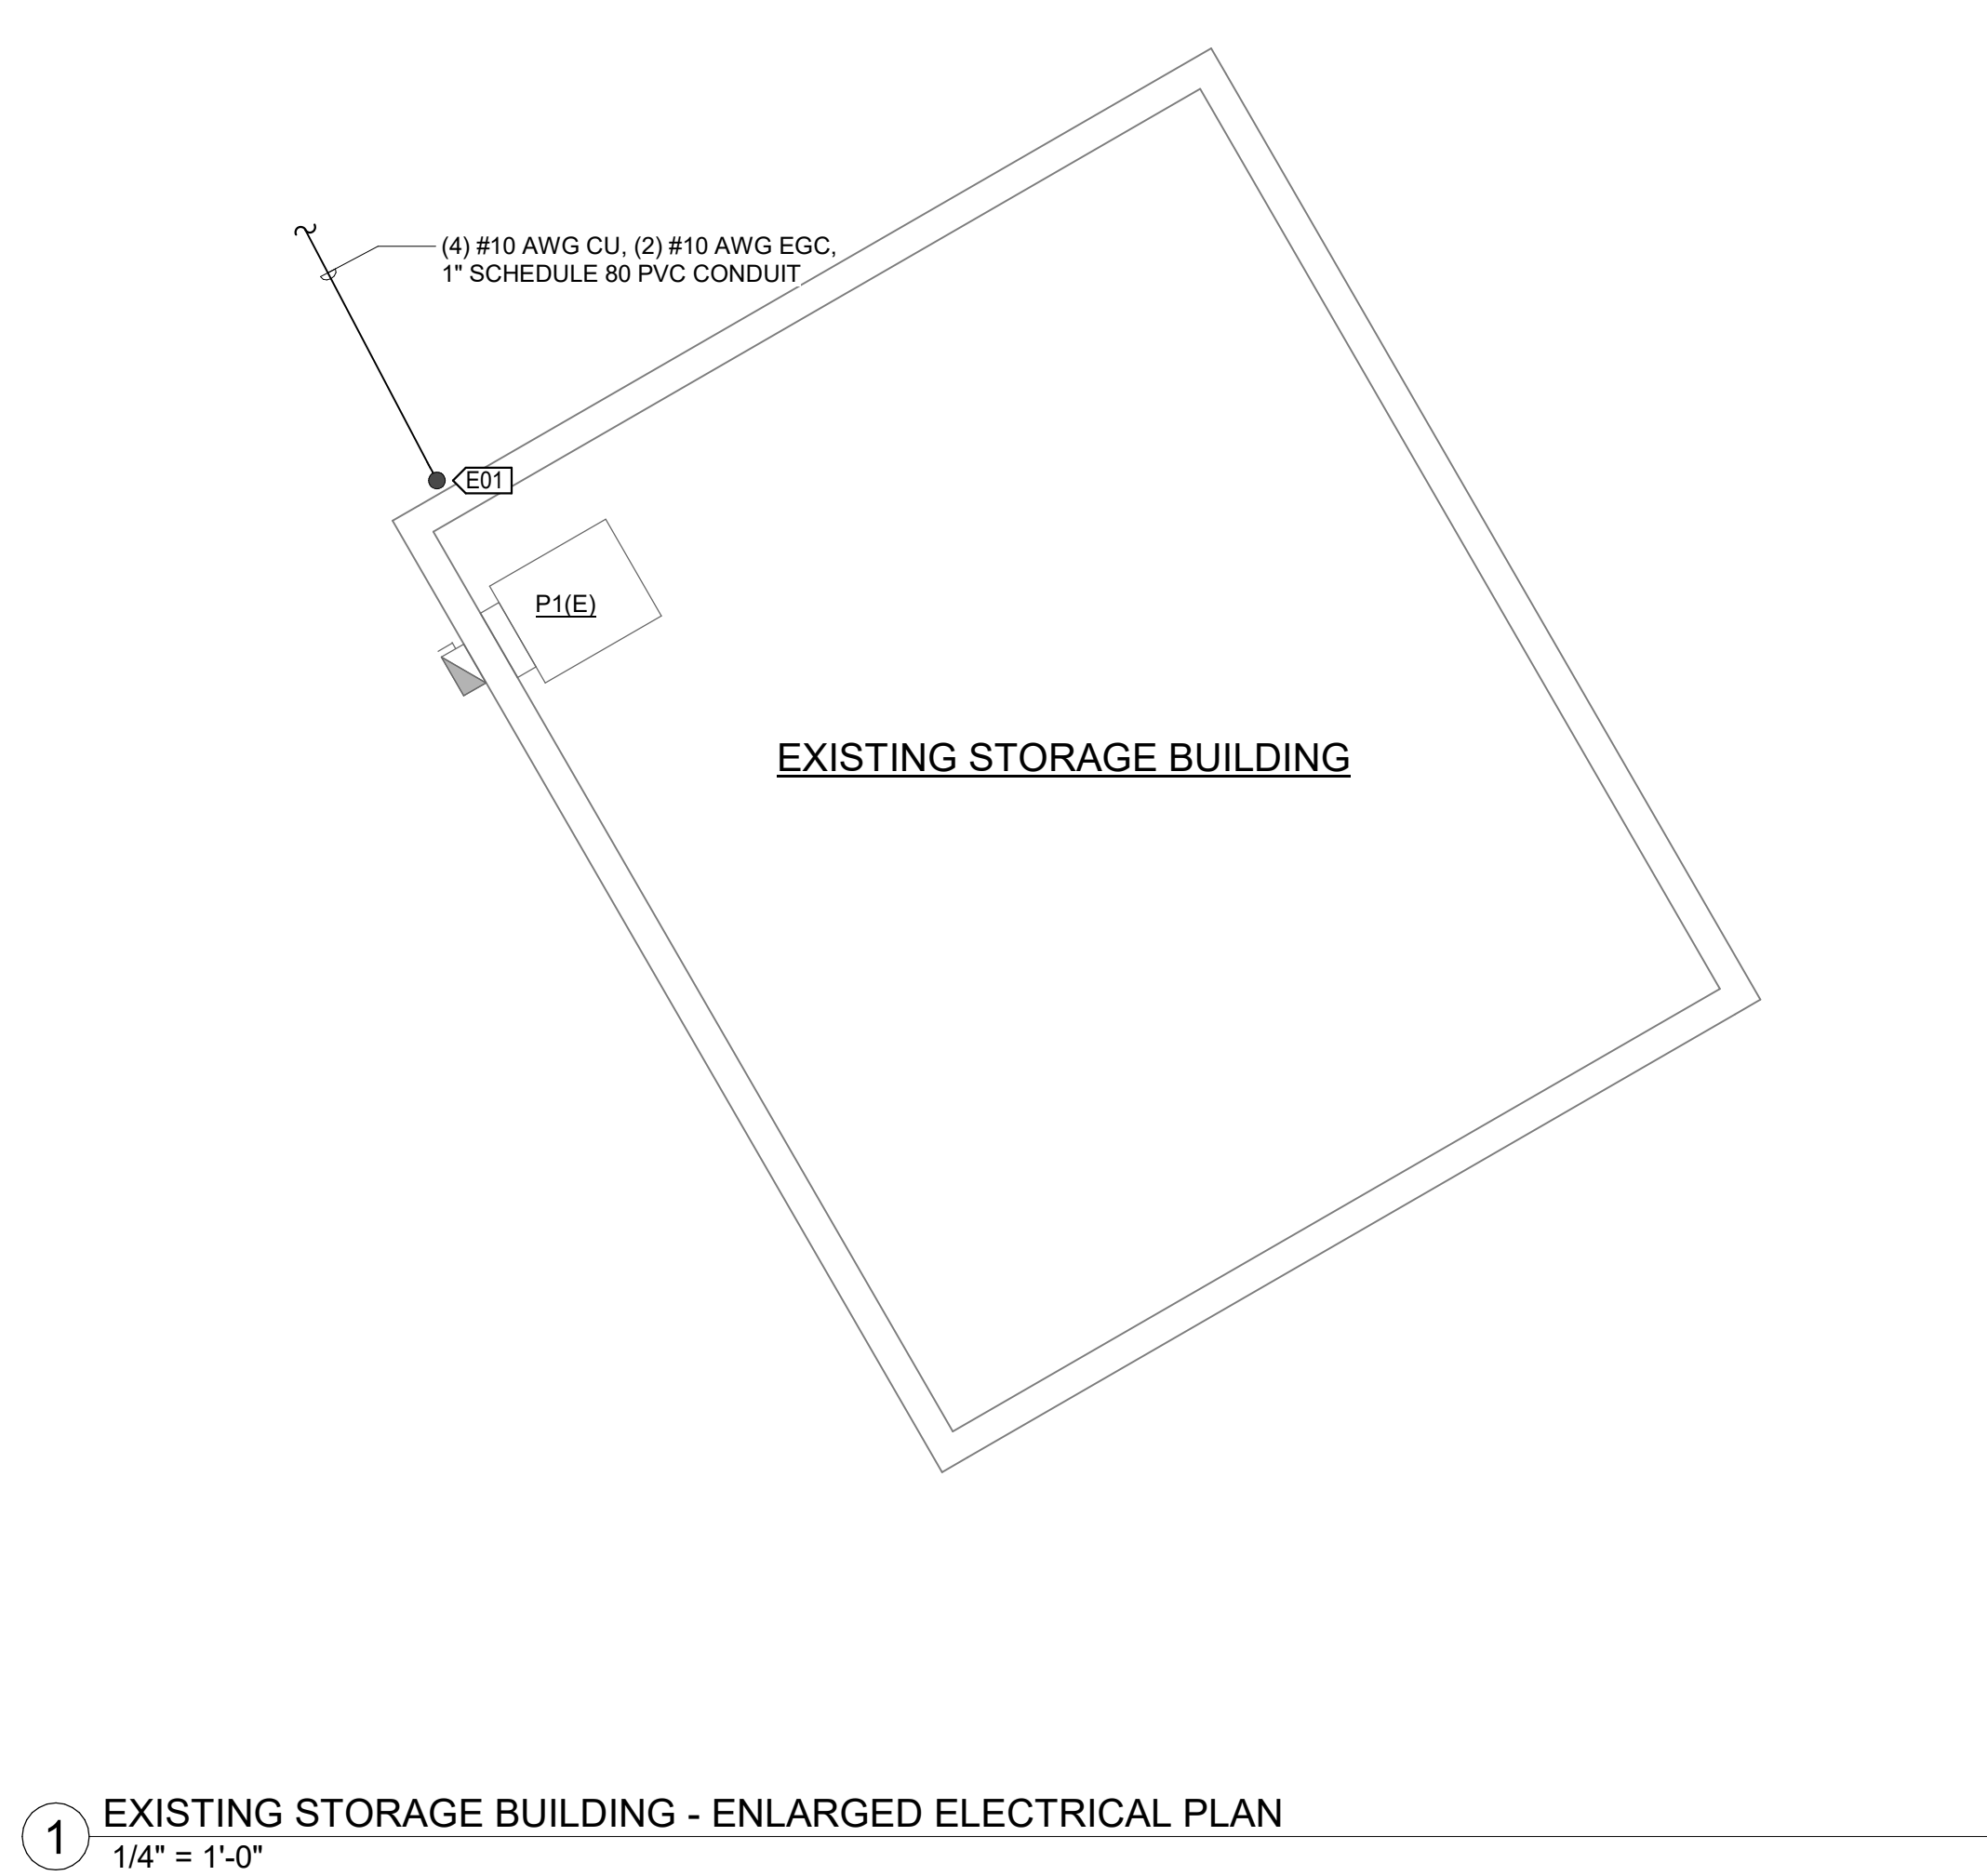 (4) #10 AWG CU, (2) #10 AWG EGC,
1" SCHEDULE 80 PVC CONDUIT
E01
P1(E)
EXISTING STORAGE BUILDING
1
EXISTING STORAGE BUILDING - ENLARGED ELECTRICAL PLAN
1/4" = 1'-0"